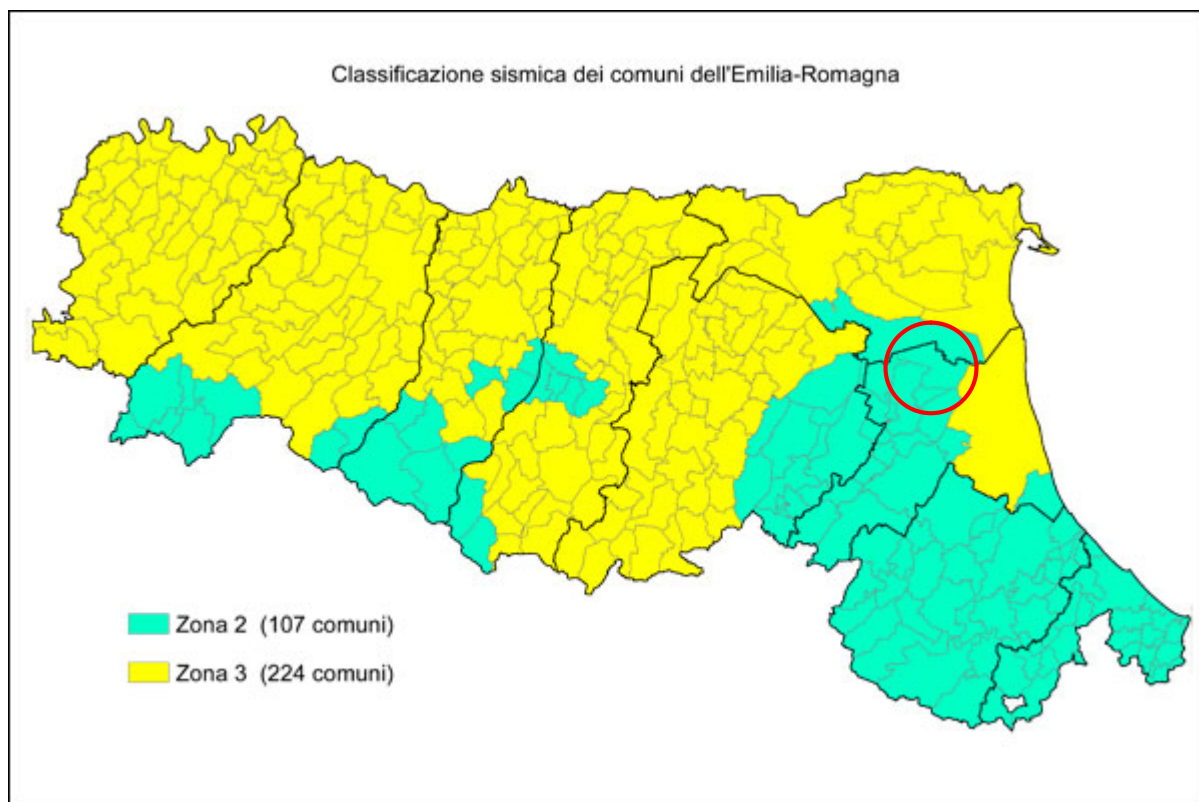 Classificazione sismica dei comuni dell'Emilia-Romagna
Zona 2 (107 comuni)
Zona 3 (224 comuni)